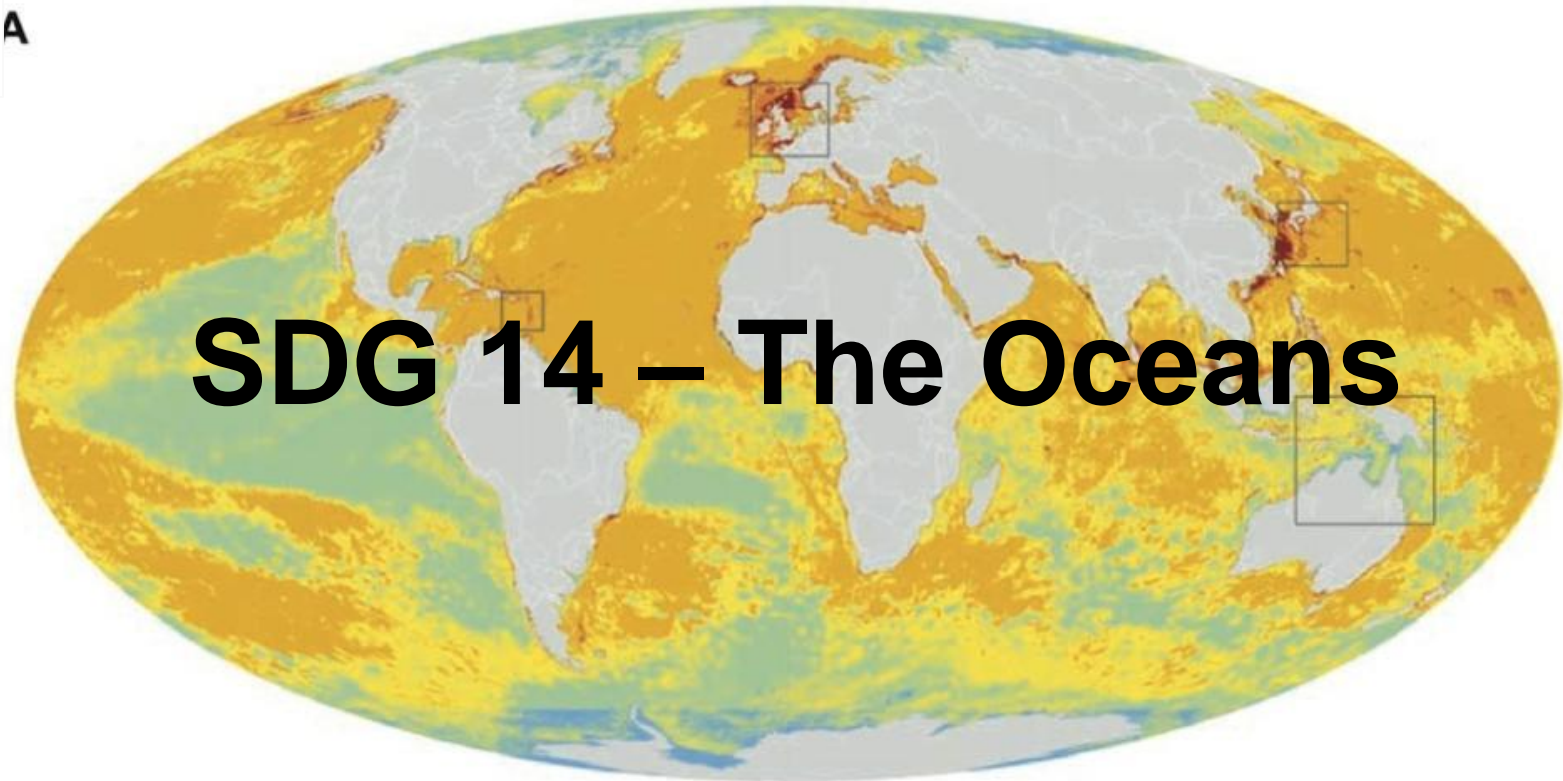 A
SDG 14 – The Oceans